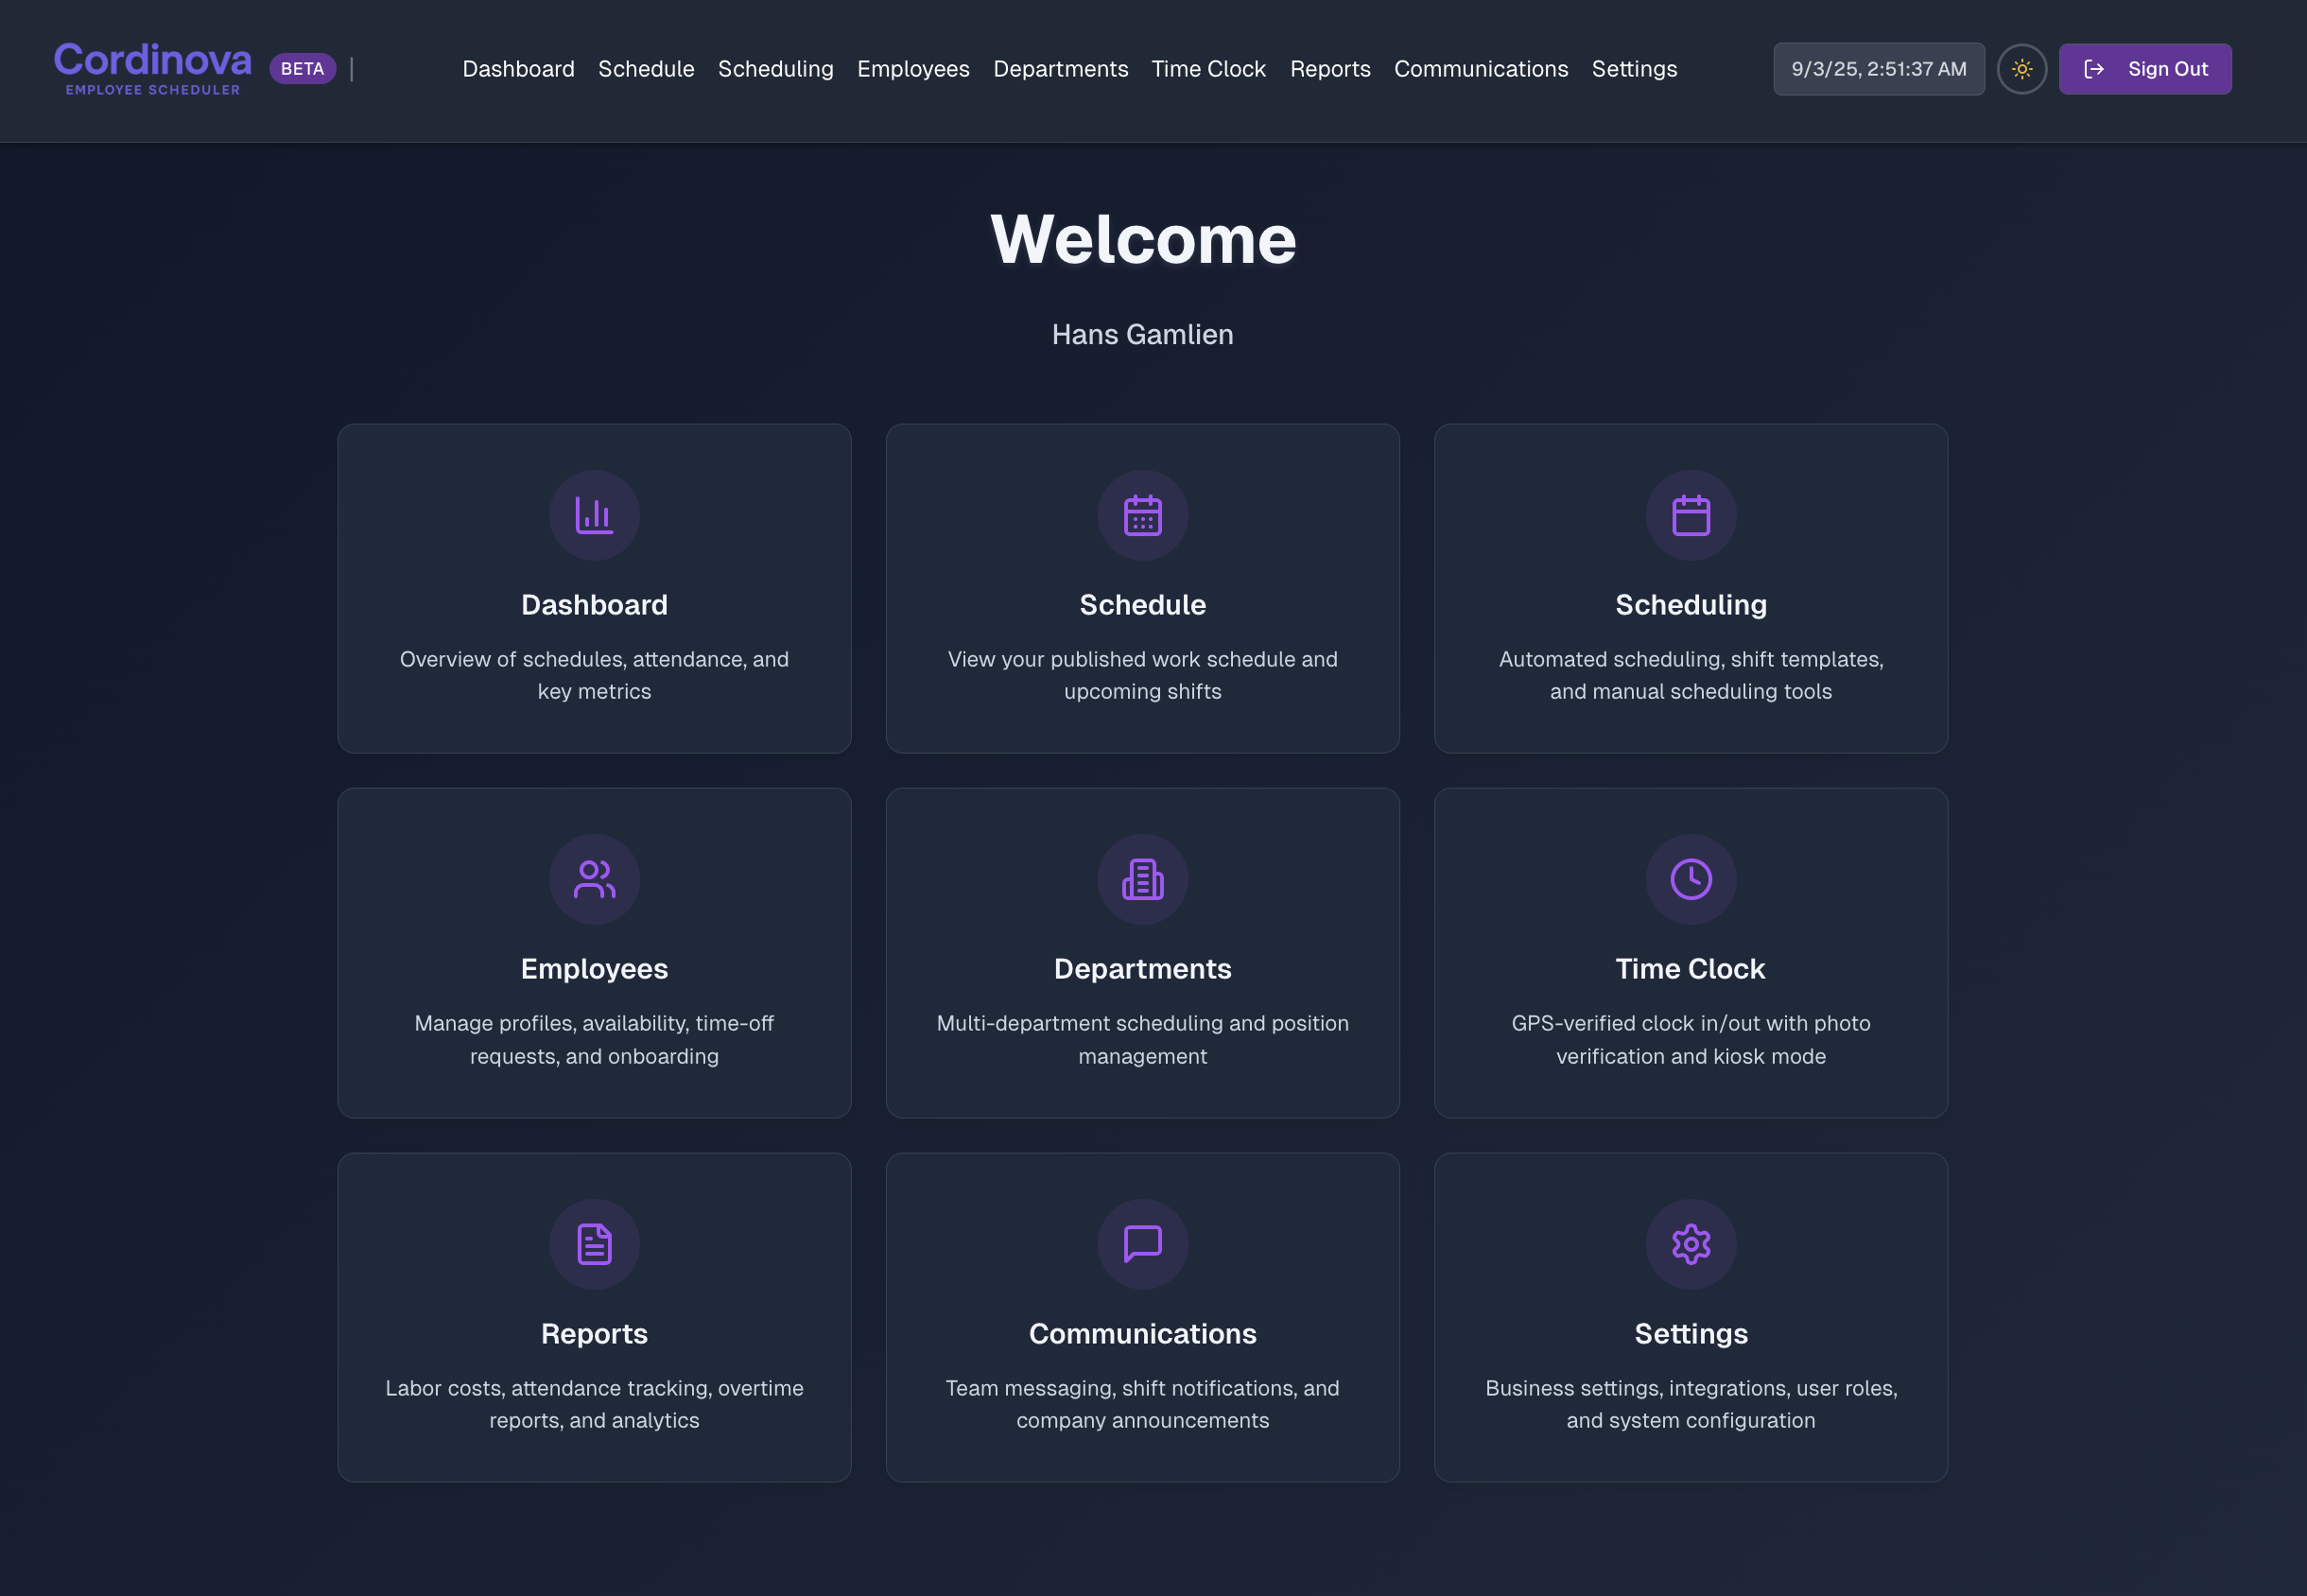 Cordinova
EMPLOYEE SCHEDULER
BETA
Dashboard Schedule Scheduling Employees Departments Time Clock Reports Communications Settings
9/3/25, 2:51:37 AM
Sign Out
Welcome
Hans Gamlien
Dashboard
Overview of schedules, attendance, and
key metrics
Schedule
View your published work schedule and
upcoming shifts
Scheduling
Automated scheduling, shift templates,
and manual scheduling tools
Employees
Manage profiles, availability, time-off
requests, and onboarding
Departments
Multi-department scheduling and position
management
Time Clock
GPS-verified clock in/out with photo
verification and kiosk mode
Reports
Labor costs, attendance tracking, overtime
reports, and analytics
Communications
Team messaging, shift notifications, and
company announcements
Settings
Business settings, integrations, user roles,
and system configuration